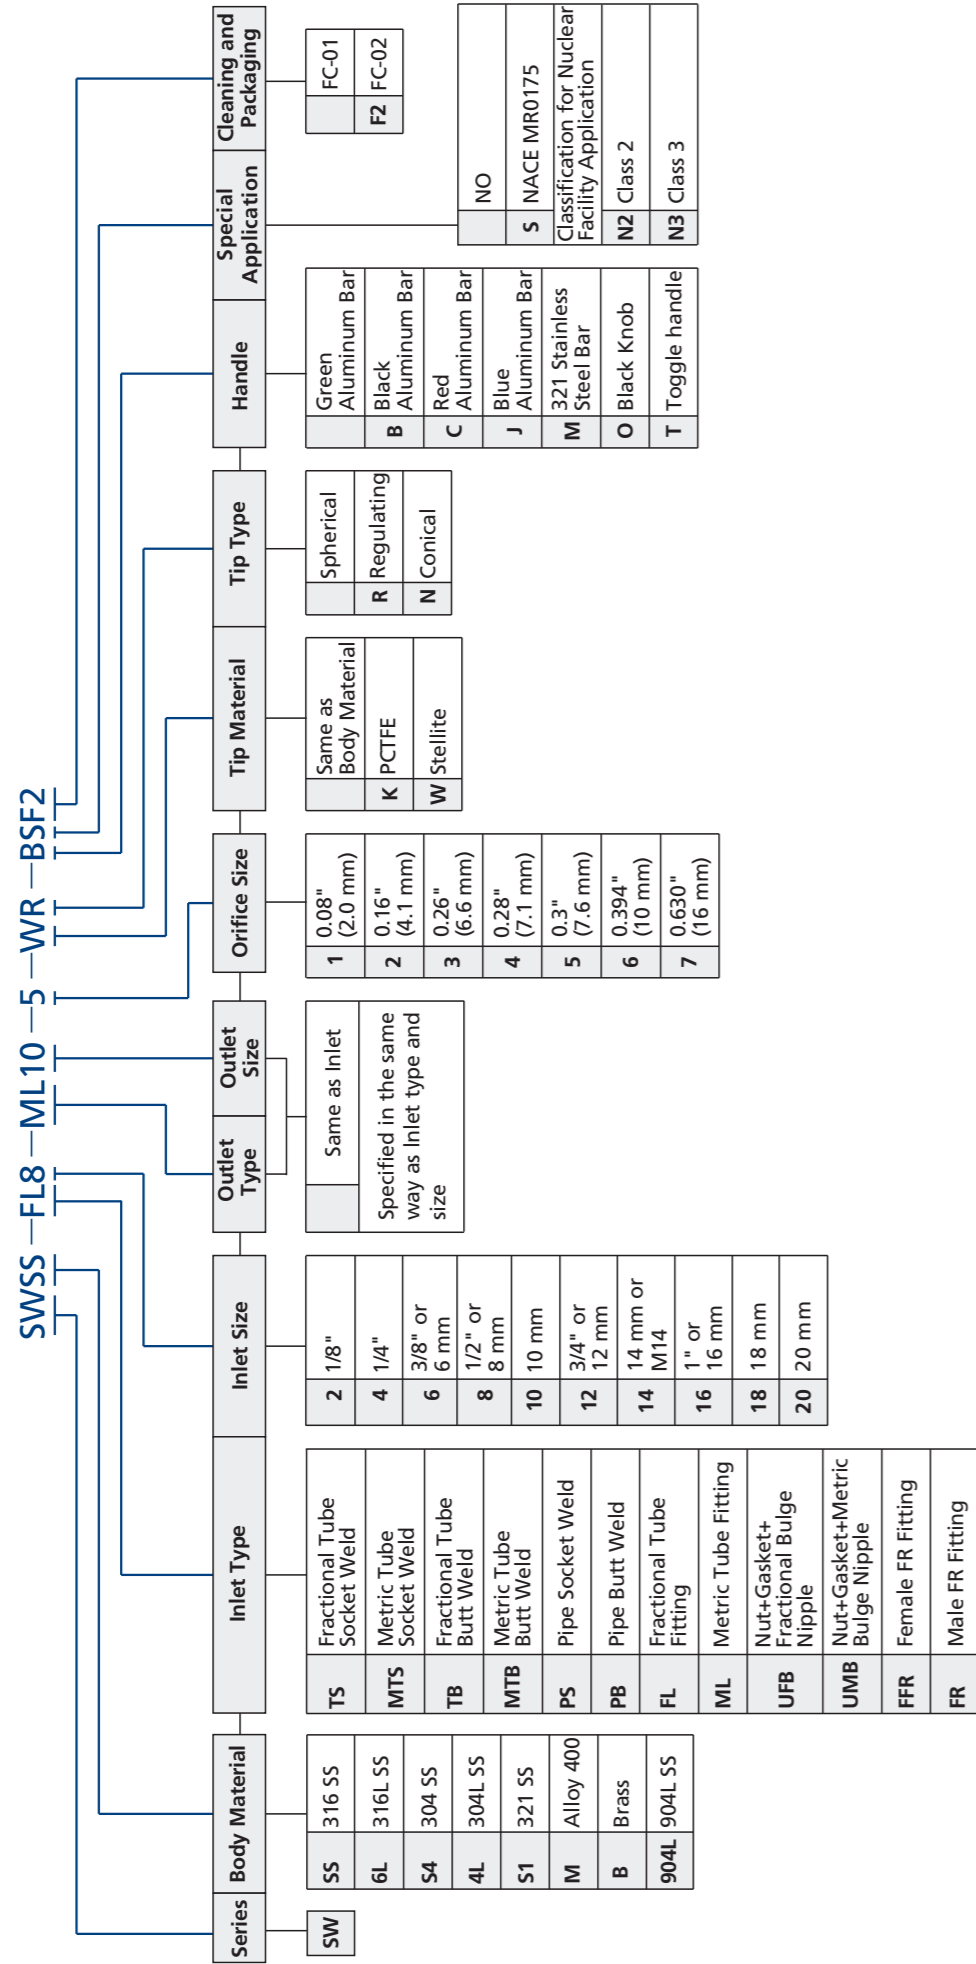 SWSS—FL8—ML10—5—WR—BSF2
Series
SW
Body Material
SS 316 SS
6L 316L SS
S4 304 SS
4L 304L SS
S1 321 SS
M Alloy 400
B Brass
904L 904L SS
Inlet Type
TS Fractional Tube
Socket Weld
MTS Metric Tube
Socket Weld
TB Fractional Tube
Butt Weld
MTB Metric Tube
Butt Weld
PS Pipe Socket Weld
PB Pipe Butt Weld
FL Fractional Tube
Fitting
ML Metric Tube Fitting
UFB Nut+Gasket+
Fractional Bulge
Nipple
UMB Nut+Gasket+Metric
Bulge Nipple
FFR Female FR Fitting
FR Male FR Fitting
Inlet Size
2 1/8"
4 1/4"
6 3/8" or
6 mm
8 1/2" or
8 mm
10 10 mm
12 3/4" or
12 mm
14 14 mm or
M14
16 1" or
16 mm
18 18 mm
20 20 mm
Outlet
Type
Outlet
Size
Same as Inlet
Specified in the same
way as Inlet type and
size
Orifice Size
1 0.08"
(2.0 mm)
2 0.16"
(4.1 mm)
3 0.26"
(6.6 mm)
4 0.28"
(7.1 mm)
5 0.3"
(7.6 mm)
6 0.394"
(10 mm)
7 0.630"
(16 mm)
Tip Material
Same as
Body Material
K PCTFE
W Stellite
Tip Type
Spherical
R Regulating
N Conical
Handle
Green
Aluminum Bar
B Black
Aluminum Bar
C Red
Aluminum Bar
J Blue
Aluminum Bar
M 321 Stainless
Steel Bar
O Black Knob
T Toggle handle
Special
Application
NO
S NACE MR0175
Classification for Nuclear
Facility Application
N2 Class 2
N3 Class 3
Cleaning and
Packaging
FC-01
F2 FC-02